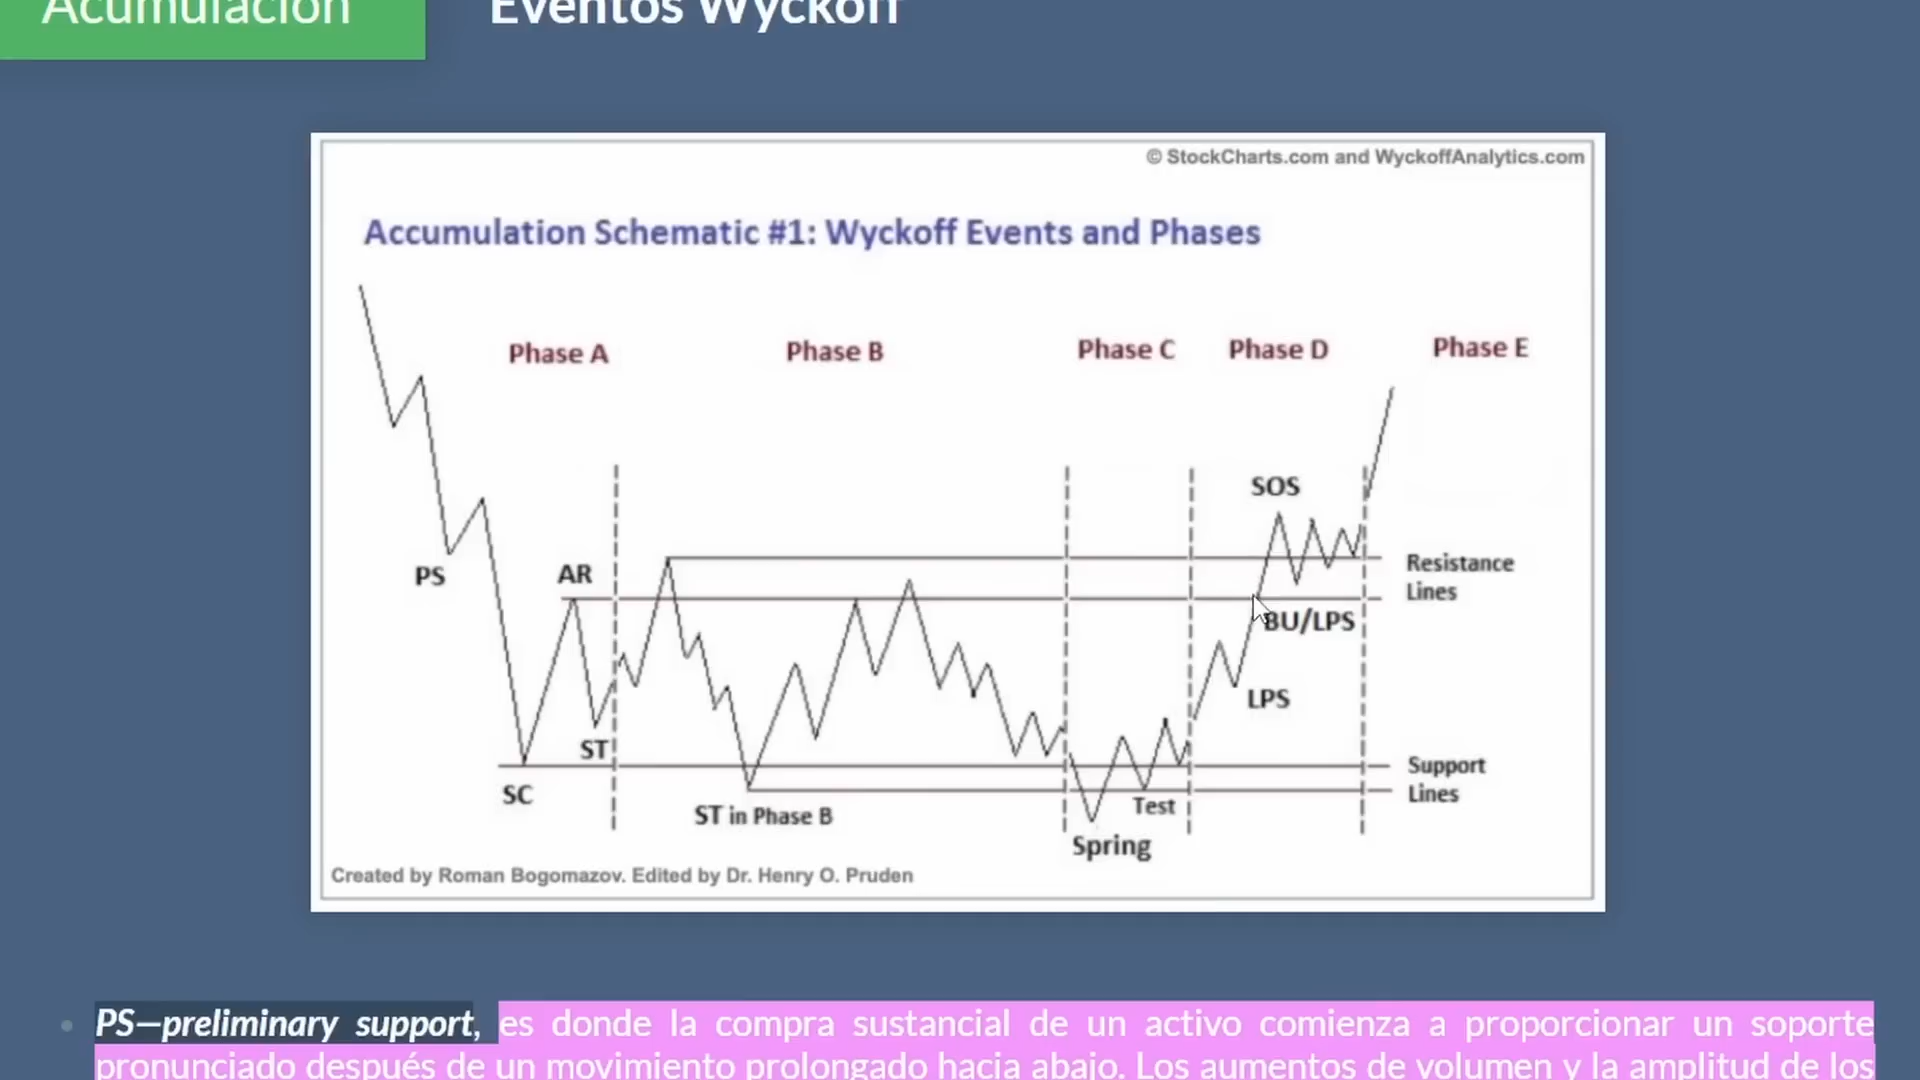 Acumulación
Eventos Wyckoff
© StockCharts.com and WyckoffAnalytics.com
Accumulation Schematic #1: Wyckoff Events and Phases
Phase A
Phase B
Phase C
Phase D
Phase E
SOS
PS
AR
Resistance
Lines
BU/LPS
LPS
ST
SC
Support
Lines
ST in Phase B
Test
Spring
Created by Roman Bogomazov. Edited by Dr. Henry O. Pruden
PS—preliminary support, es donde la compra sustancial de un activo comienza a proporcionar un soporte
pronunciado después de un movimiento prolongado hacia abajo. Los aumentos de volumen y la amplitud de los